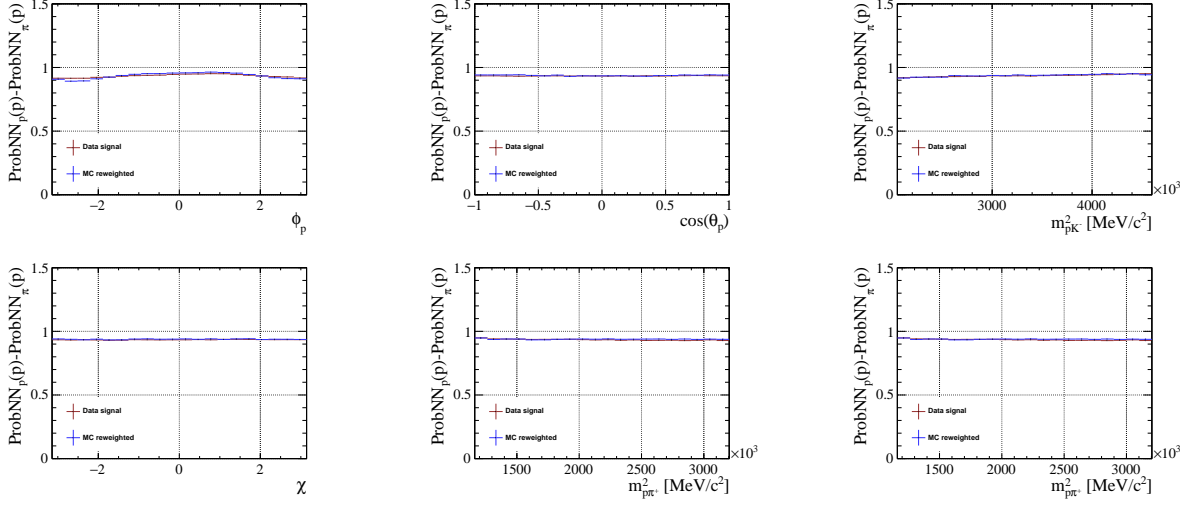 ProbNN_p(p)-ProbNN_π(p)
1.5
1
0.5
0
Data signal
MC reweighted
−2 0 2
ϕ_p
ProbNN_p(p)-ProbNN_π(p)
1.5
1
0.5
0
Data signal
MC reweighted
−1 −0.5 0 0.5 1
cos(θ_p)
ProbNN_p(p)-ProbNN_π(p)
1.5
1
0.5
0
Data signal
MC reweighted
3000 4000
×10³
m²_pK⁻ [MeV/c²]
ProbNN_p(p)-ProbNN_π(p)
1.5
1
0.5
0
Data signal
MC reweighted
−2 0 2
χ
ProbNN_p(p)-ProbNN_π(p)
1.5
1
0.5
0
Data signal
MC reweighted
1500 2000 2500 3000
×10³
m²_pπ⁺ [MeV/c²]
ProbNN_p(p)-ProbNN_π(p)
1.5
1
0.5
0
Data signal
MC reweighted
1500 2000 2500 3000
×10³
m²_pπ⁺ [MeV/c²]